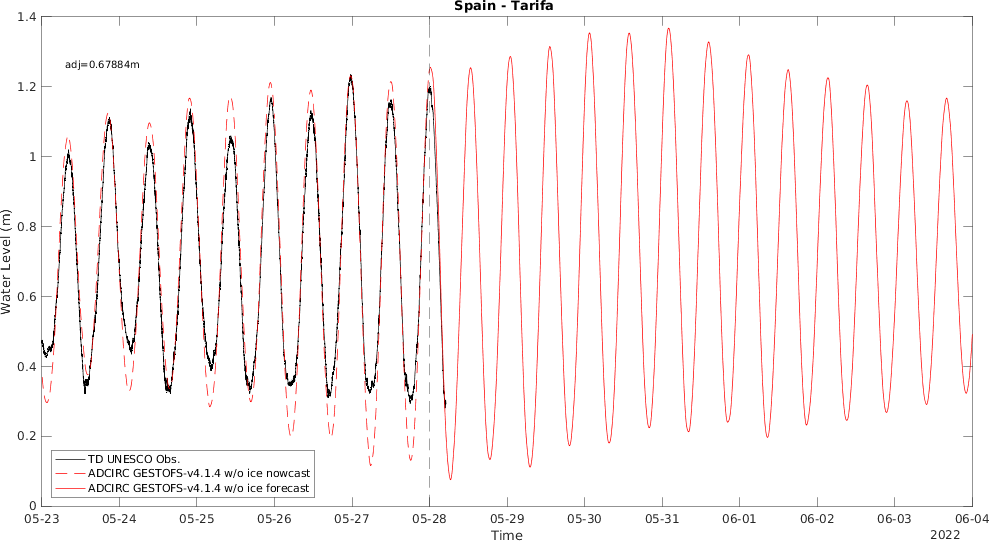 Spain - Tarifa
1.4
1.2
1
0.8
0.6
0.4
0.2
0
Water Level (m)
adj=0.67884m
TD UNESCO Obs.
ADCIRC GESTOFS-v4.1.4 w/o ice nowcast
ADCIRC GESTOFS-v4.1.4 w/o ice forecast
05-23 05-24 05-25 05-26 05-27 05-28 05-29 05-30 05-31 06-01 06-02 06-03 06-04
Time
2022